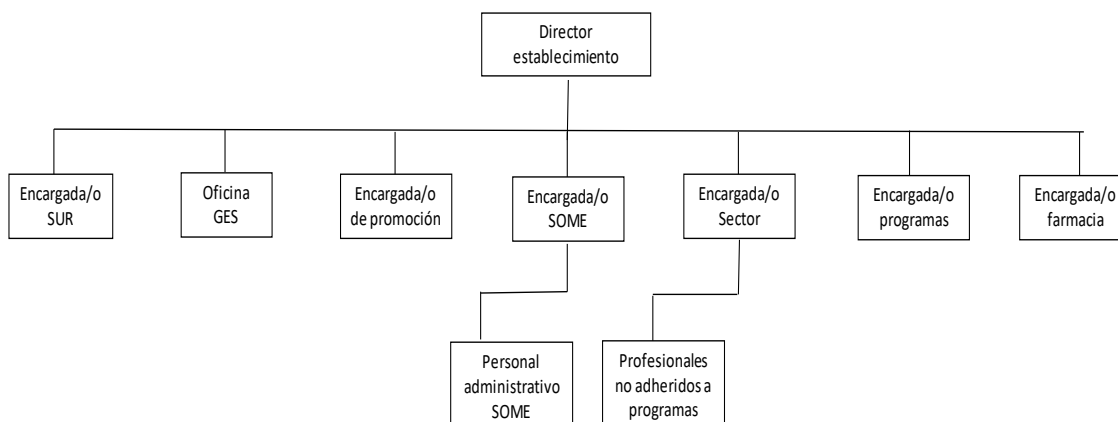 Director
establecimiento
Encargada/o
SUR
Oficina
GES
Encargada/o
de promoción
Encargada/o
SOME
Encargada/o
Sector
Encargada/o
programas
Encargada/o
farmacia
Personal
administrativo
SOME
Profesionales
no adheridos a
programas